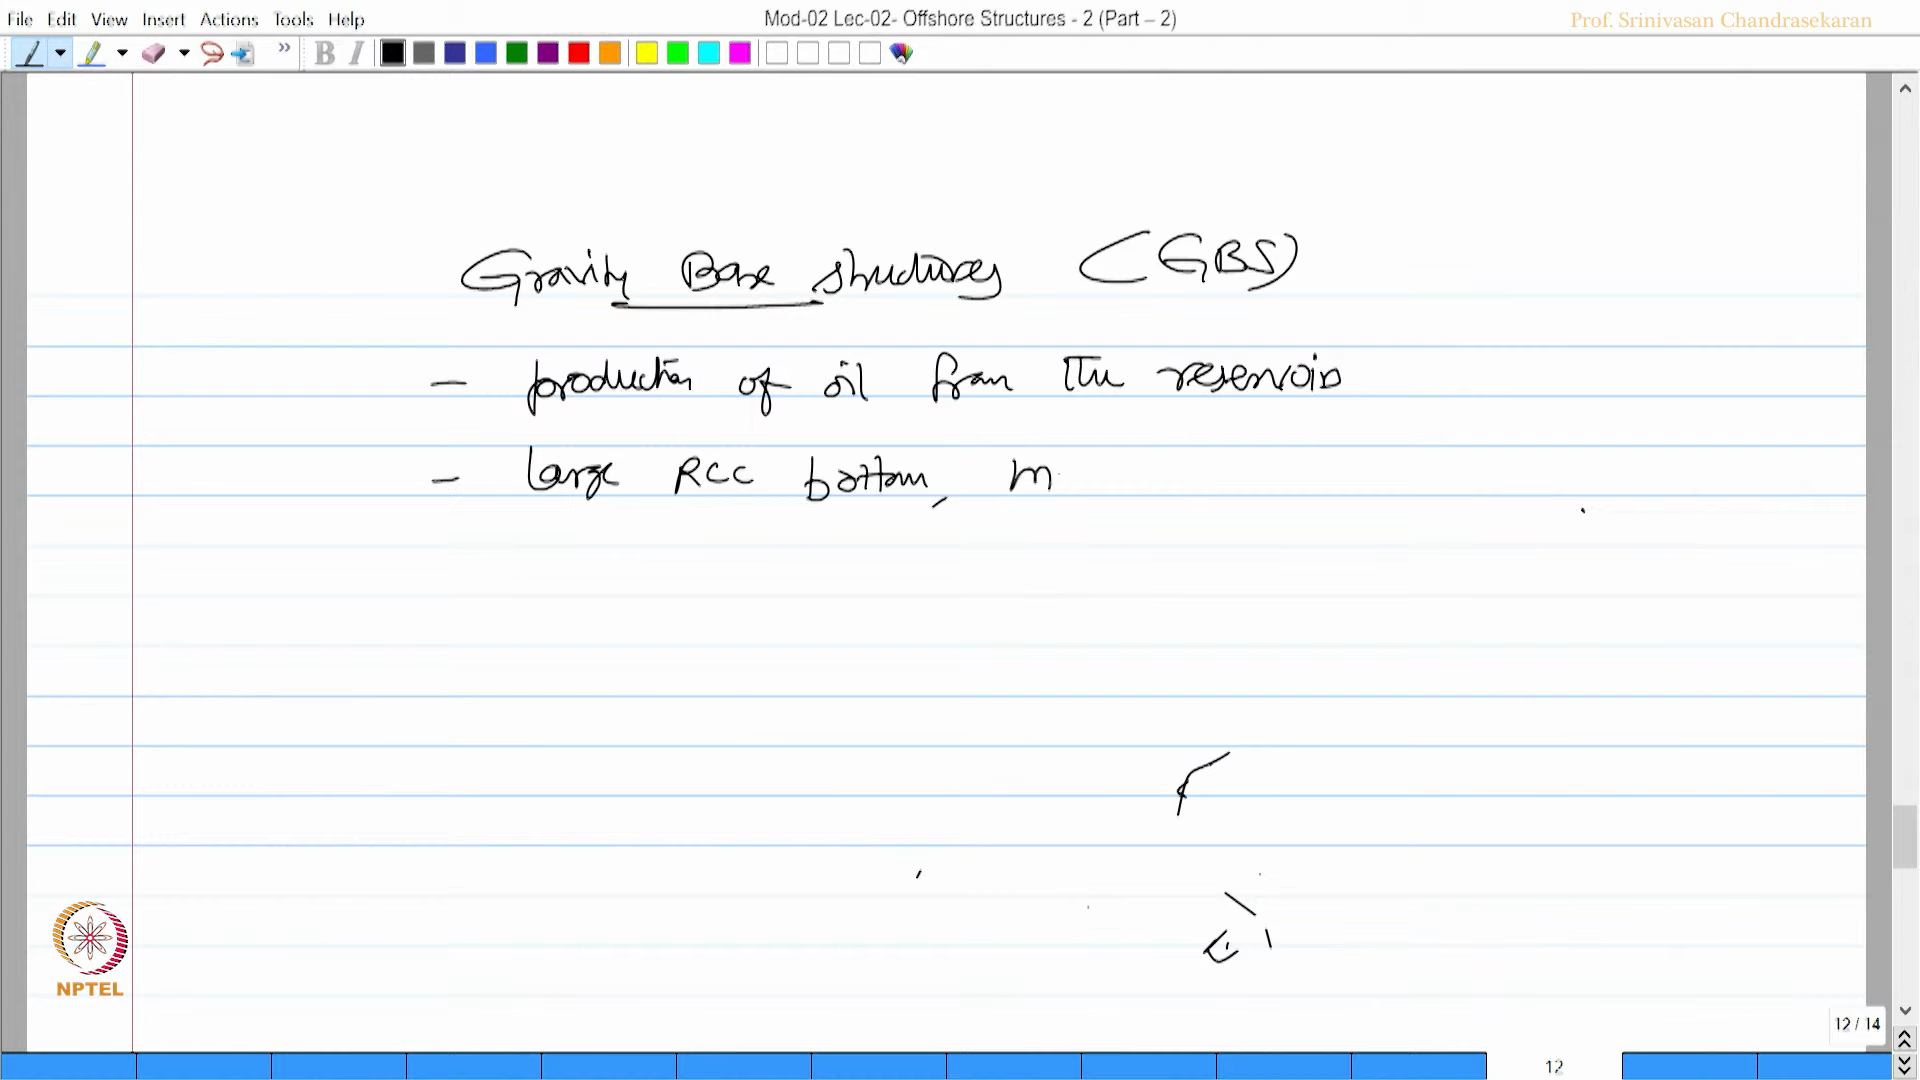 File Edit View Insert Actions Tools Help
Mod-02 Lec-02- Offshore Structures - 2 (Part – 2)
Prof. Srinivasan Chandrasekaran
B I
Gravity Base structures (GBS)
- production of oil from the reservoir
- large RCC bottom, m
NPTEL
12 / 14
12